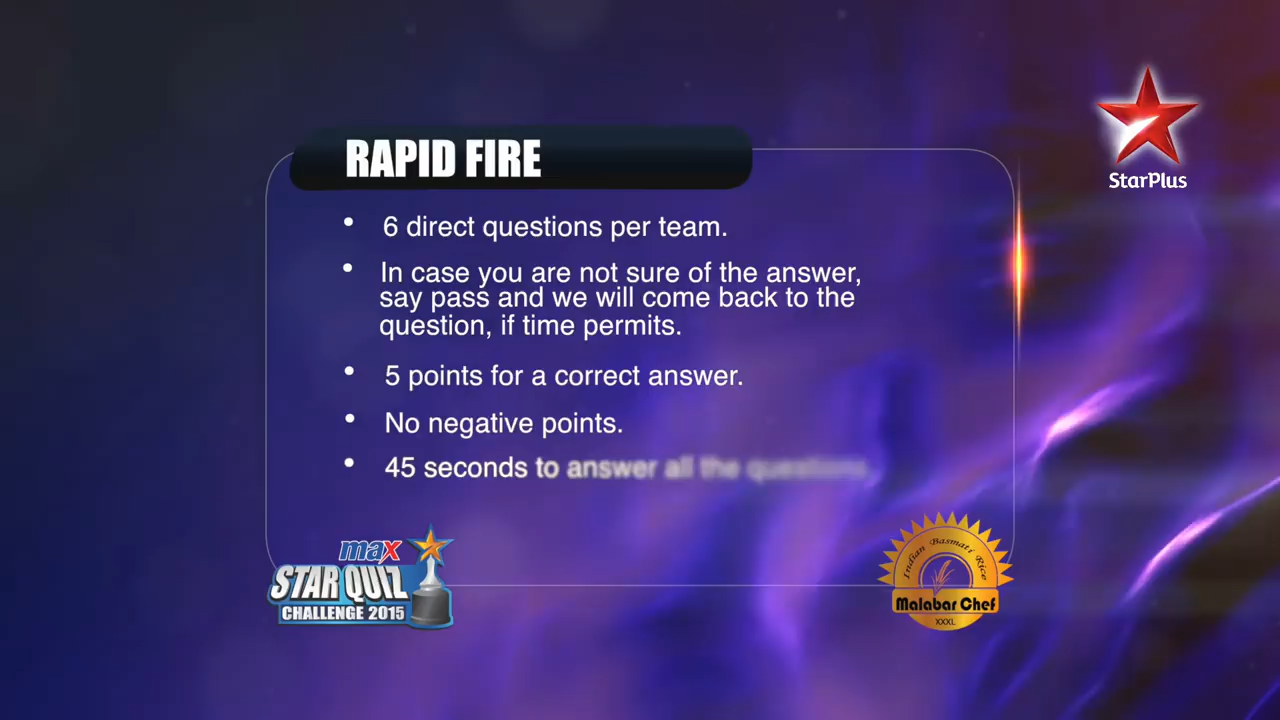 StarPlus
RAPID FIRE
• 6 direct questions per team.
• In case you are not sure of the answer,
say pass and we will come back to the
question, if time permits.
• 5 points for a correct answer.
• No negative points.
• 45 seconds to answer all the questions.
max
STAR QUIZ
CHALLENGE 2015
Indian Basmati Rice
Malabar Chef
XXXL